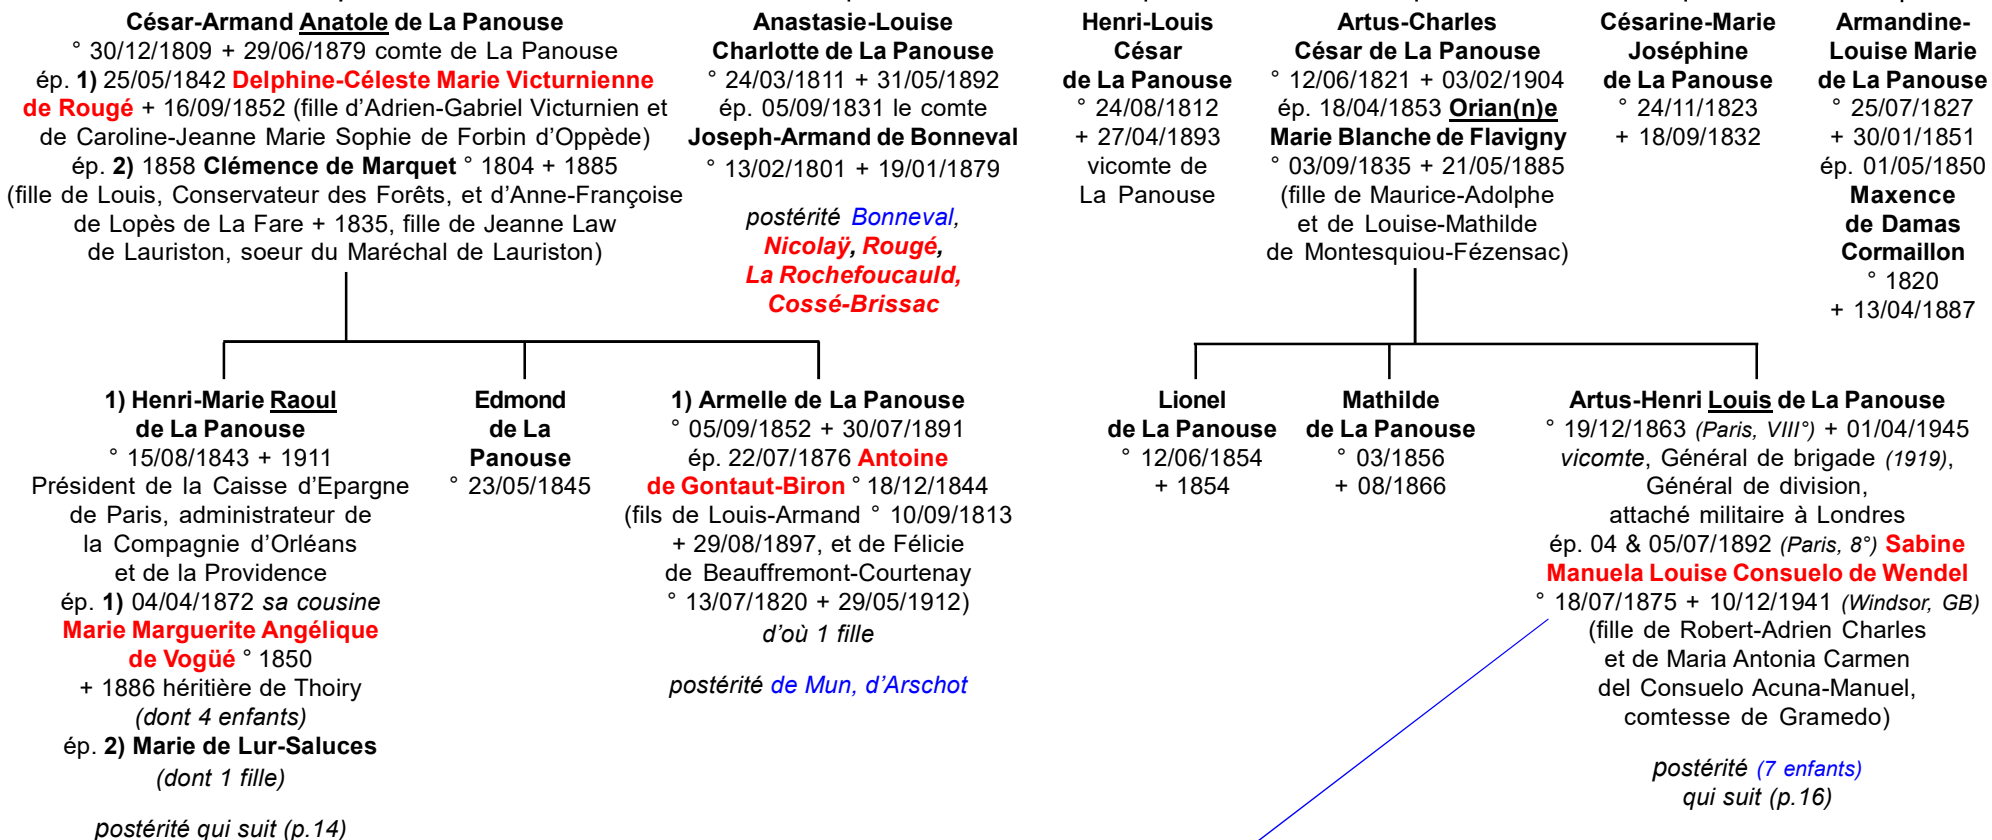 César-Armand Anatole de La Panouse
° 30/12/1809 + 29/06/1879 comte de La Panouse
ép. 1) 25/05/1842 Delphine-Céleste Marie Victurnienne
de Rougé + 16/09/1852 (fille d’Adrien-Gabriel Victurnien et
de Caroline-Jeanne Marie Sophie de Forbin d’Oppède)
ép. 2) 1858 Clémence de Marquet ° 1804 + 1885
(fille de Louis, Conservateur des Forêts, et d’Anne-Françoise
de Lopès de La Fare + 1835, fille de Jeanne Law
de Lauriston, soeur du Maréchal de Lauriston)
Anastasie-Louise
Charlotte de La Panouse
° 24/03/1811 + 31/05/1892
ép. 05/09/1831 le comte
Joseph-Armand de Bonneval
° 13/02/1801 + 19/01/1879
postérité Bonneval,
Nicolaÿ, Rougé,
La Rochefoucauld,
Cossé-Brissac
Henri-Louis
César
de La Panouse
° 24/08/1812
+ 27/04/1893
vicomte de
La Panouse
Artus-Charles
César de La Panouse
° 12/06/1821 + 03/02/1904
ép. 18/04/1853 Orian(n)e
Marie Blanche de Flavigny
° 03/09/1835 + 21/05/1885
(fille de Maurice-Adolphe
et de Louise-Mathilde
de Montesquiou-Fézensac)
Césarine-Marie
Joséphine
de La Panouse
° 24/11/1823
+ 18/09/1832
Armandine-
Louise Marie
de La Panouse
° 25/07/1827
+ 30/01/1851
ép. 01/05/1850
Maxence
de Damas
Cormaillon
° 1820
+ 13/04/1887
1) Henri-Marie Raoul
de La Panouse
° 15/08/1843 + 1911
Président de la Caisse d’Epargne
de Paris, administrateur de
la Compagnie d’Orléans
et de la Providence
ép. 1) 04/04/1872 sa cousine
Marie Marguerite Angélique
de Vogüé ° 1850
+ 1886 héritière de Thoiry
(dont 4 enfants)
ép. 2) Marie de Lur-Saluces
(dont 1 fille)
postérité qui suit (p.14)
Edmond
de La
Panouse
° 23/05/1845
1) Armelle de La Panouse
° 05/09/1852 + 30/07/1891
ép. 22/07/1876 Antoine
de Gontaut-Biron ° 18/12/1844
(fils de Louis-Armand ° 10/09/1813
+ 29/08/1897, et de Félicie
de Beauffremont-Courtenay
° 13/07/1820 + 29/05/1912)
d’où 1 fille
postérité de Mun, d’Arschot
Lionel
de La Panouse
° 12/06/1854
+ 1854
Mathilde
de La Panouse
° 03/1856
+ 08/1866
Artus-Henri Louis de La Panouse
° 19/12/1863 (Paris, VIII°) + 01/04/1945
vicomte, Général de brigade (1919),
Général de division,
attaché militaire à Londres
ép. 04 & 05/07/1892 (Paris, 8°) Sabine
Manuela Louise Consuelo de Wendel
° 18/07/1875 + 10/12/1941 (Windsor, GB)
(fille de Robert-Adrien Charles
et de Maria Antonia Carmen
del Consuelo Acuna-Manuel,
comtesse de Gramedo)
postérité (7 enfants)
qui suit (p.16)